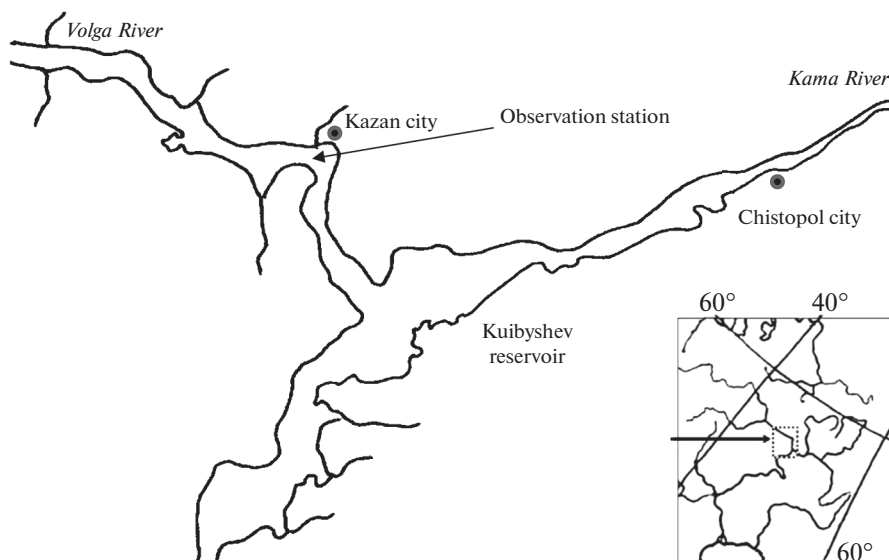 Volga River
Kama River
Kazan city
Observation station
Chistopol city
Kuibyshev
reservoir
60°
40°
60°